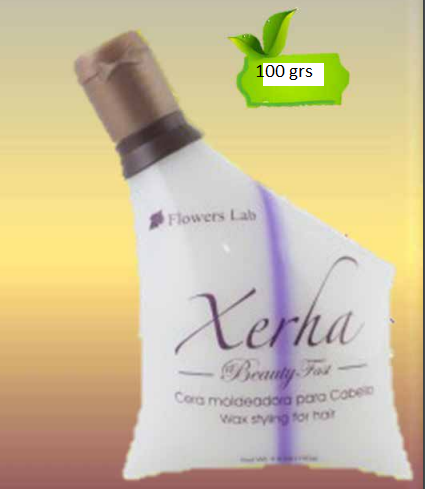 100 grs
Flowers Lab
Xerha
Beauty Fast
Cera moldeadora para Cabello
Wax styling for hair